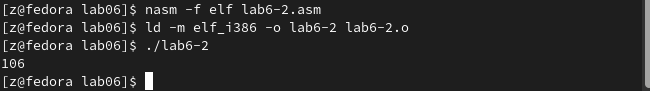 [z@fedora lab06]$ nasm -f elf lab6-2.asm
[z@fedora lab06]$ ld -m elf_i386 -o lab6-2 lab6-2.o
[z@fedora lab06]$ ./lab6-2
106
[z@fedora lab06]$